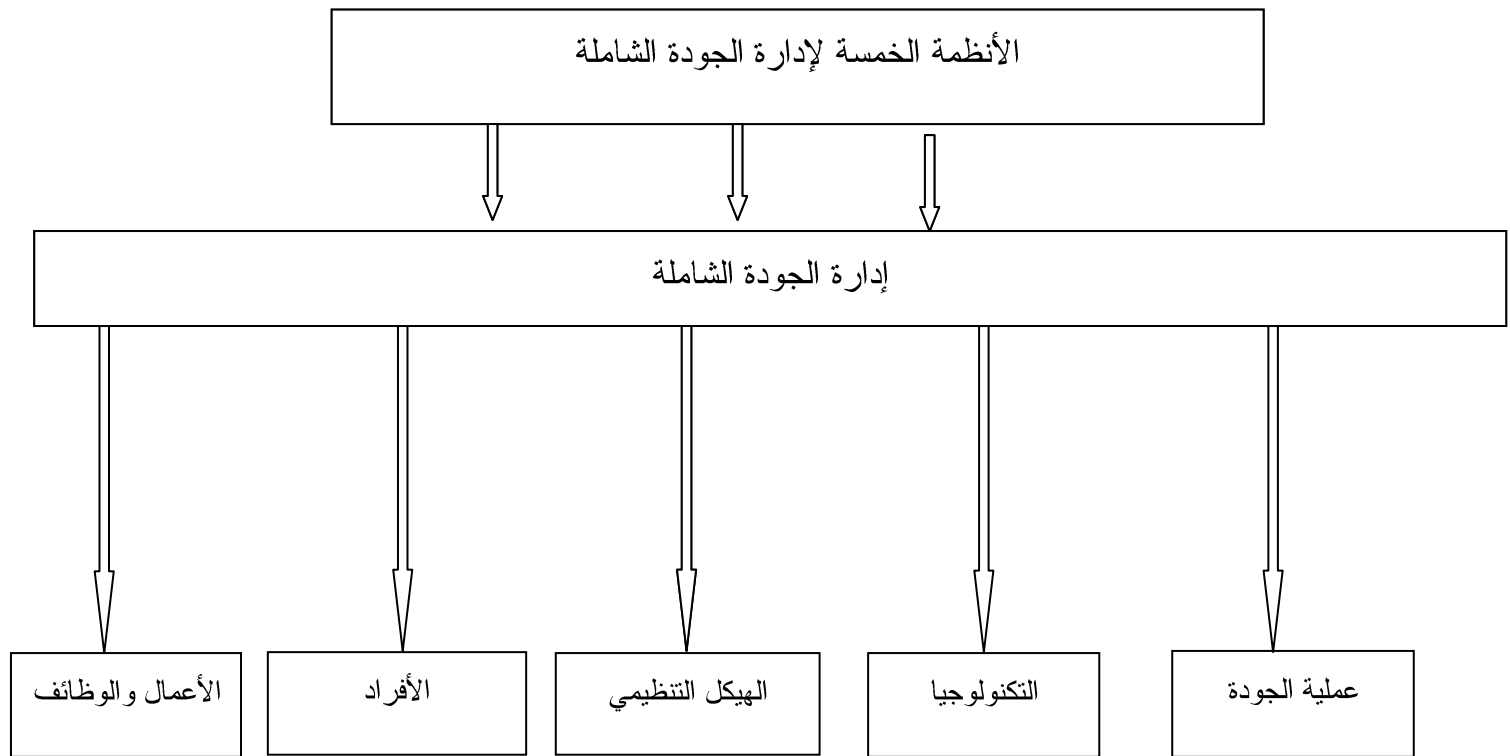 الأنظمة الخمسة لإدارة الجودة الشاملة
إدارة الجودة الشاملة
عملية الجودة
التكنولوجيا
الهيكل التنظيمي
الأفراد
الأعمال والوظائف